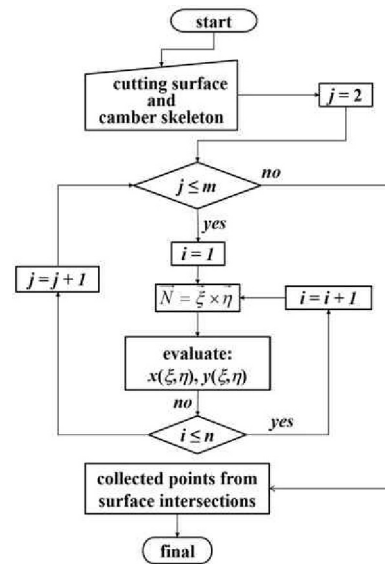 start
cutting surface
and
camber skeleton
j = 2
j ≤ m
no
yes
i = 1
j = j + 1
N⃗ = ξ⃗ × η⃗
i = i + 1
evaluate:
x(ξ,η), y(ξ,η)
no
yes
i ≤ n
collected points from
surface intersections
final